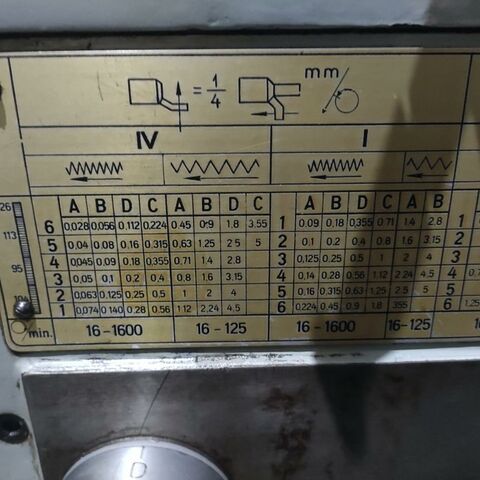 = 1/4 mm
IV I
A B D C A B D C A B D C A B
26 6 0,028 0,056 0,112 0,224 0,45 0,9 1.8 3.55 1 0.09 0,18 0,355 0,71 1.4 2.8 1
113 5 0,04 0,08 0.16 0,315 0,63 1.25 2.5 5 2 0,1 0,2 0.4 0,8 1.6 3,15 2
4 0,045 0,09 0.18 0,355 0,71 1.4 2.8 3 0,125 0,25 0.5 1 2 4 3
95 3 0,05 0,1 0,2 0,4 0,8 1.6 3.15 4 0,14 0,28 0,56 1.12 2.24 4.5 4
2 0,063 0,125 0,25 0,5 1 2 4 5 0,16 0,315 0,63 1.25 2,5 5 5
1 0,074 0,140 0.28 0,56 1.12 2.24 4.5 6 0,224 0,45 0,9 1.8 355 6
/min. 16-1600 16-125 16-1600 16-125
D